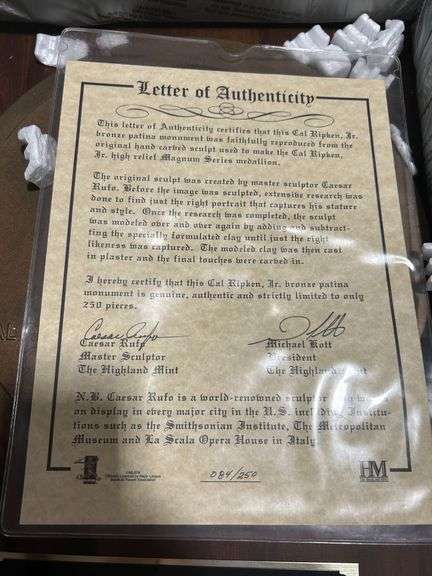 Letter of Authenticity
This letter of Authenticity certifies that this Cal Ripken, Jr.
bronze patina monument was faithfully reproduced from the
original hand carved sculpt used to make the Cal Ripken,
Jr. high relief Magnum Series medallion.
The original sculpt was created by master sculptor Caesar
Rufo. Before the image was sculpted, extensive research was
done to find just the right portrait that captures his stature
and style. Once the research was completed, the sculpt
was modeled over and over again by adding and subtract-
ing the specially formulated clay until just the right
likeness was captured. The modeled clay was then cast
in plaster and the final touches were carved in.
I hereby certify that this Cal Ripken, Jr. bronze patina
monument is genuine, authentic and strictly limited to only
250 pieces.
Caesar Rufo
Caesar Rufo Michael Kott
Master Sculptor President
The Highland Mint The Highland Mint
N.B. Caesar Rufo is a world-renowned sculptor
on display in every major city in the U.S. including
tions such as the Smithsonian Institute, The Metropolitan
Museum and La Scala Opera House in Italy.
084/250
HM